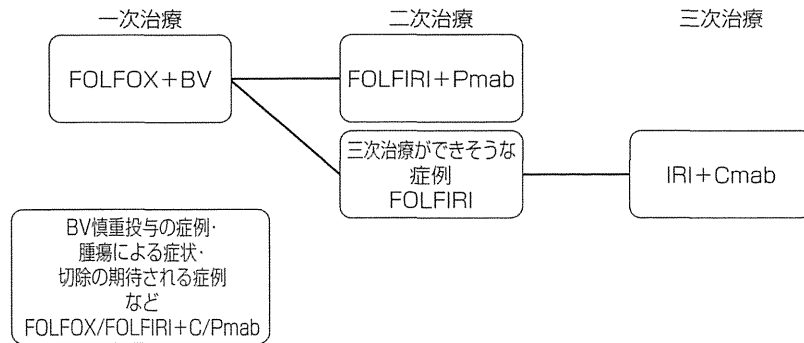 一次治療
二次治療
三次治療
FOLFOX+BV
FOLFIRI+Pmab
三次治療ができそうな
症例
FOLFIRI
IRI+Cmab
BV慎重投与の症例・
腫瘍による症状・
切除の期待される症例
など
FOLFOX/FOLFIRI+C/Pmab